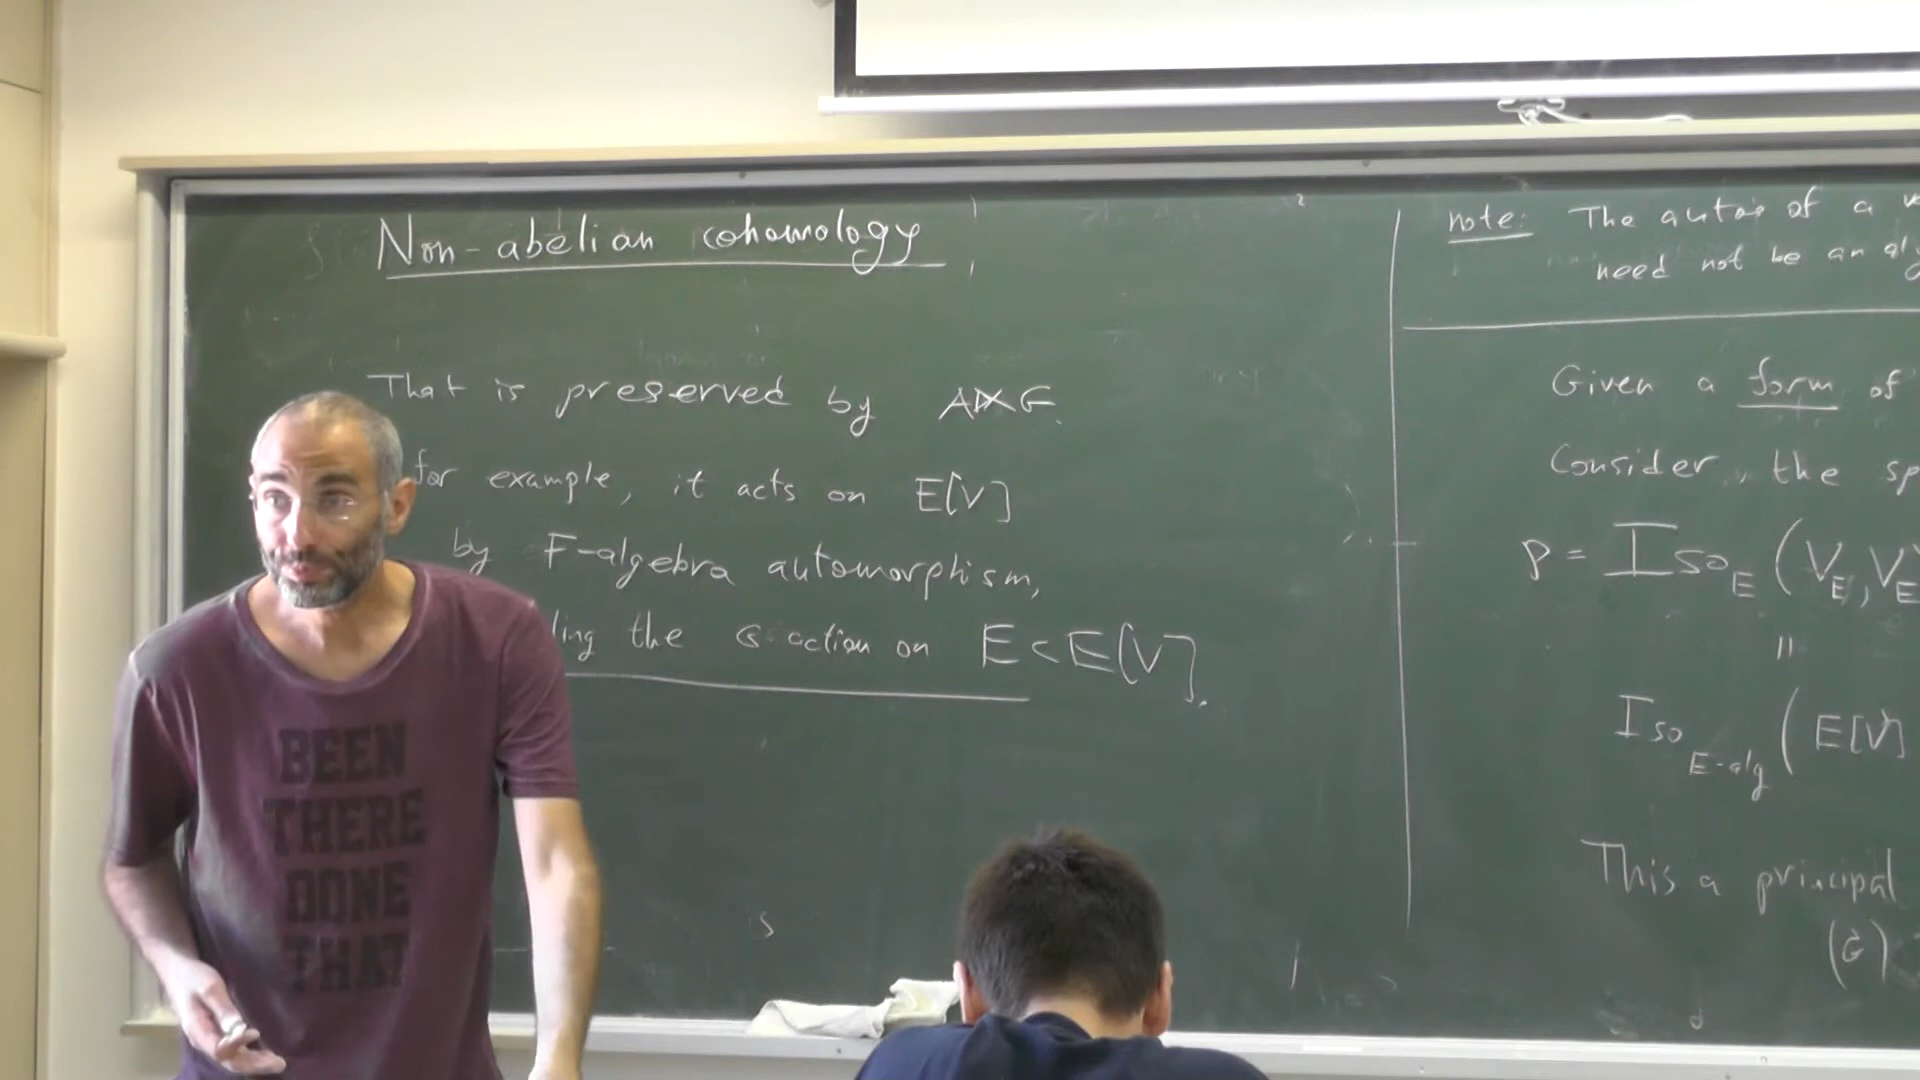 Non-abelian cohomology
That is preserved by A⋊G.
for example, it acts on E[V]
by F-algebra automorphism,
the G-action on E<E[V].
note: The autos of a
need not be an
Given a form of
Consider the
P = Iso_E (V_E, V_E
=
Iso_E-alg (E[V]
This a principal
(G)
BEEN
THERE
DONE
THAT